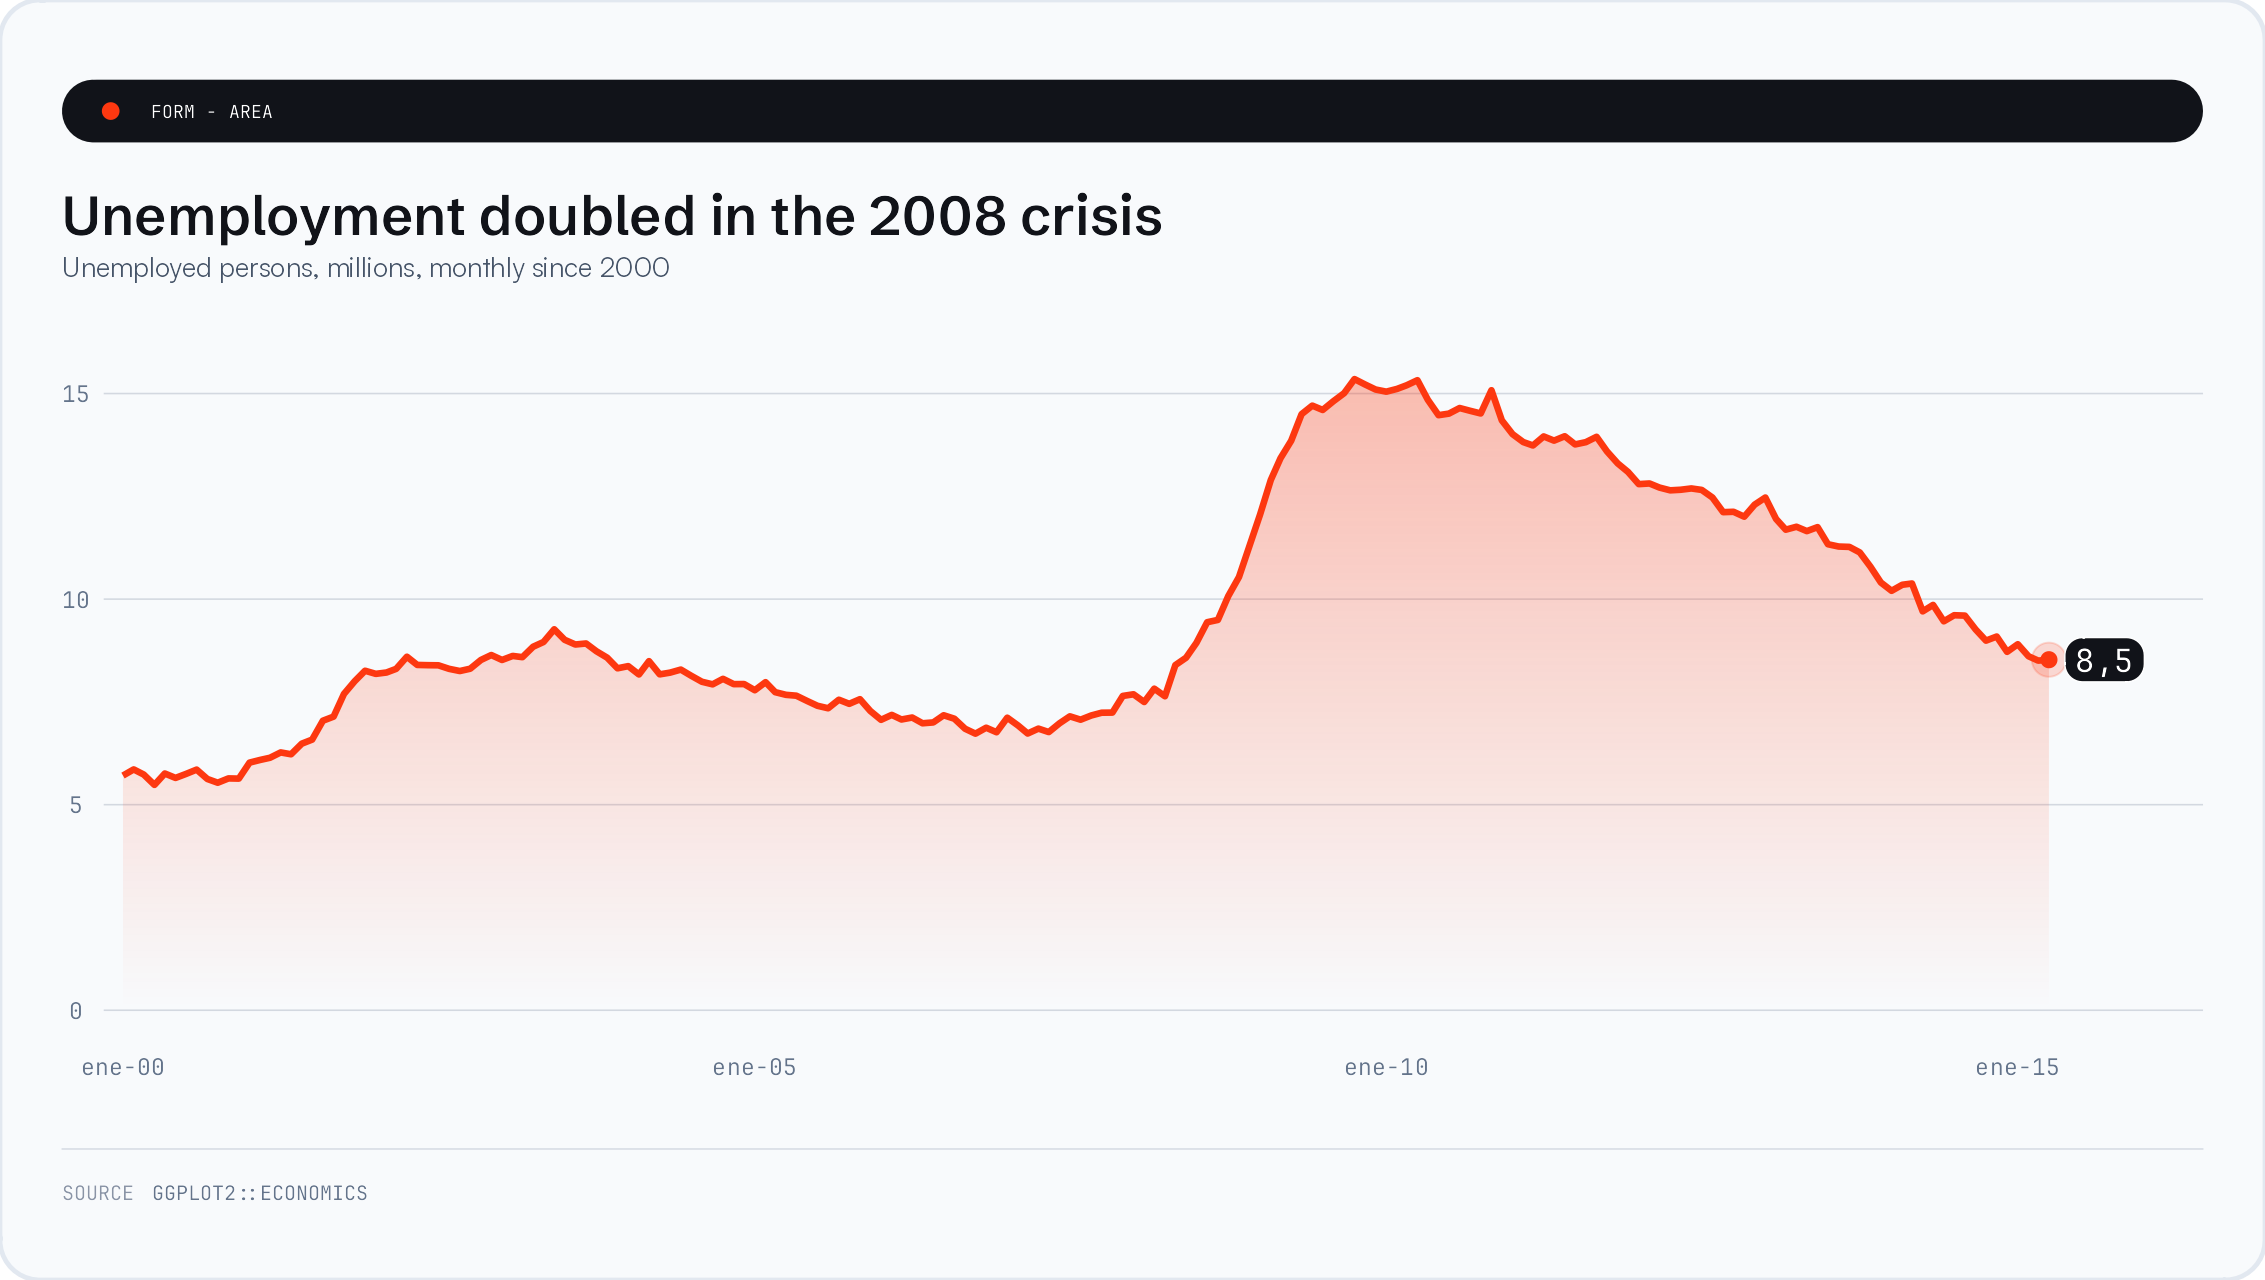 FORM - AREA
Unemployment doubled in the 2008 crisis
Unemployed persons, millions, monthly since 2000
15
10
5
0
8,5
ene-00
ene-05
ene-10
ene-15
SOURCE GGPLOT2::ECONOMICS